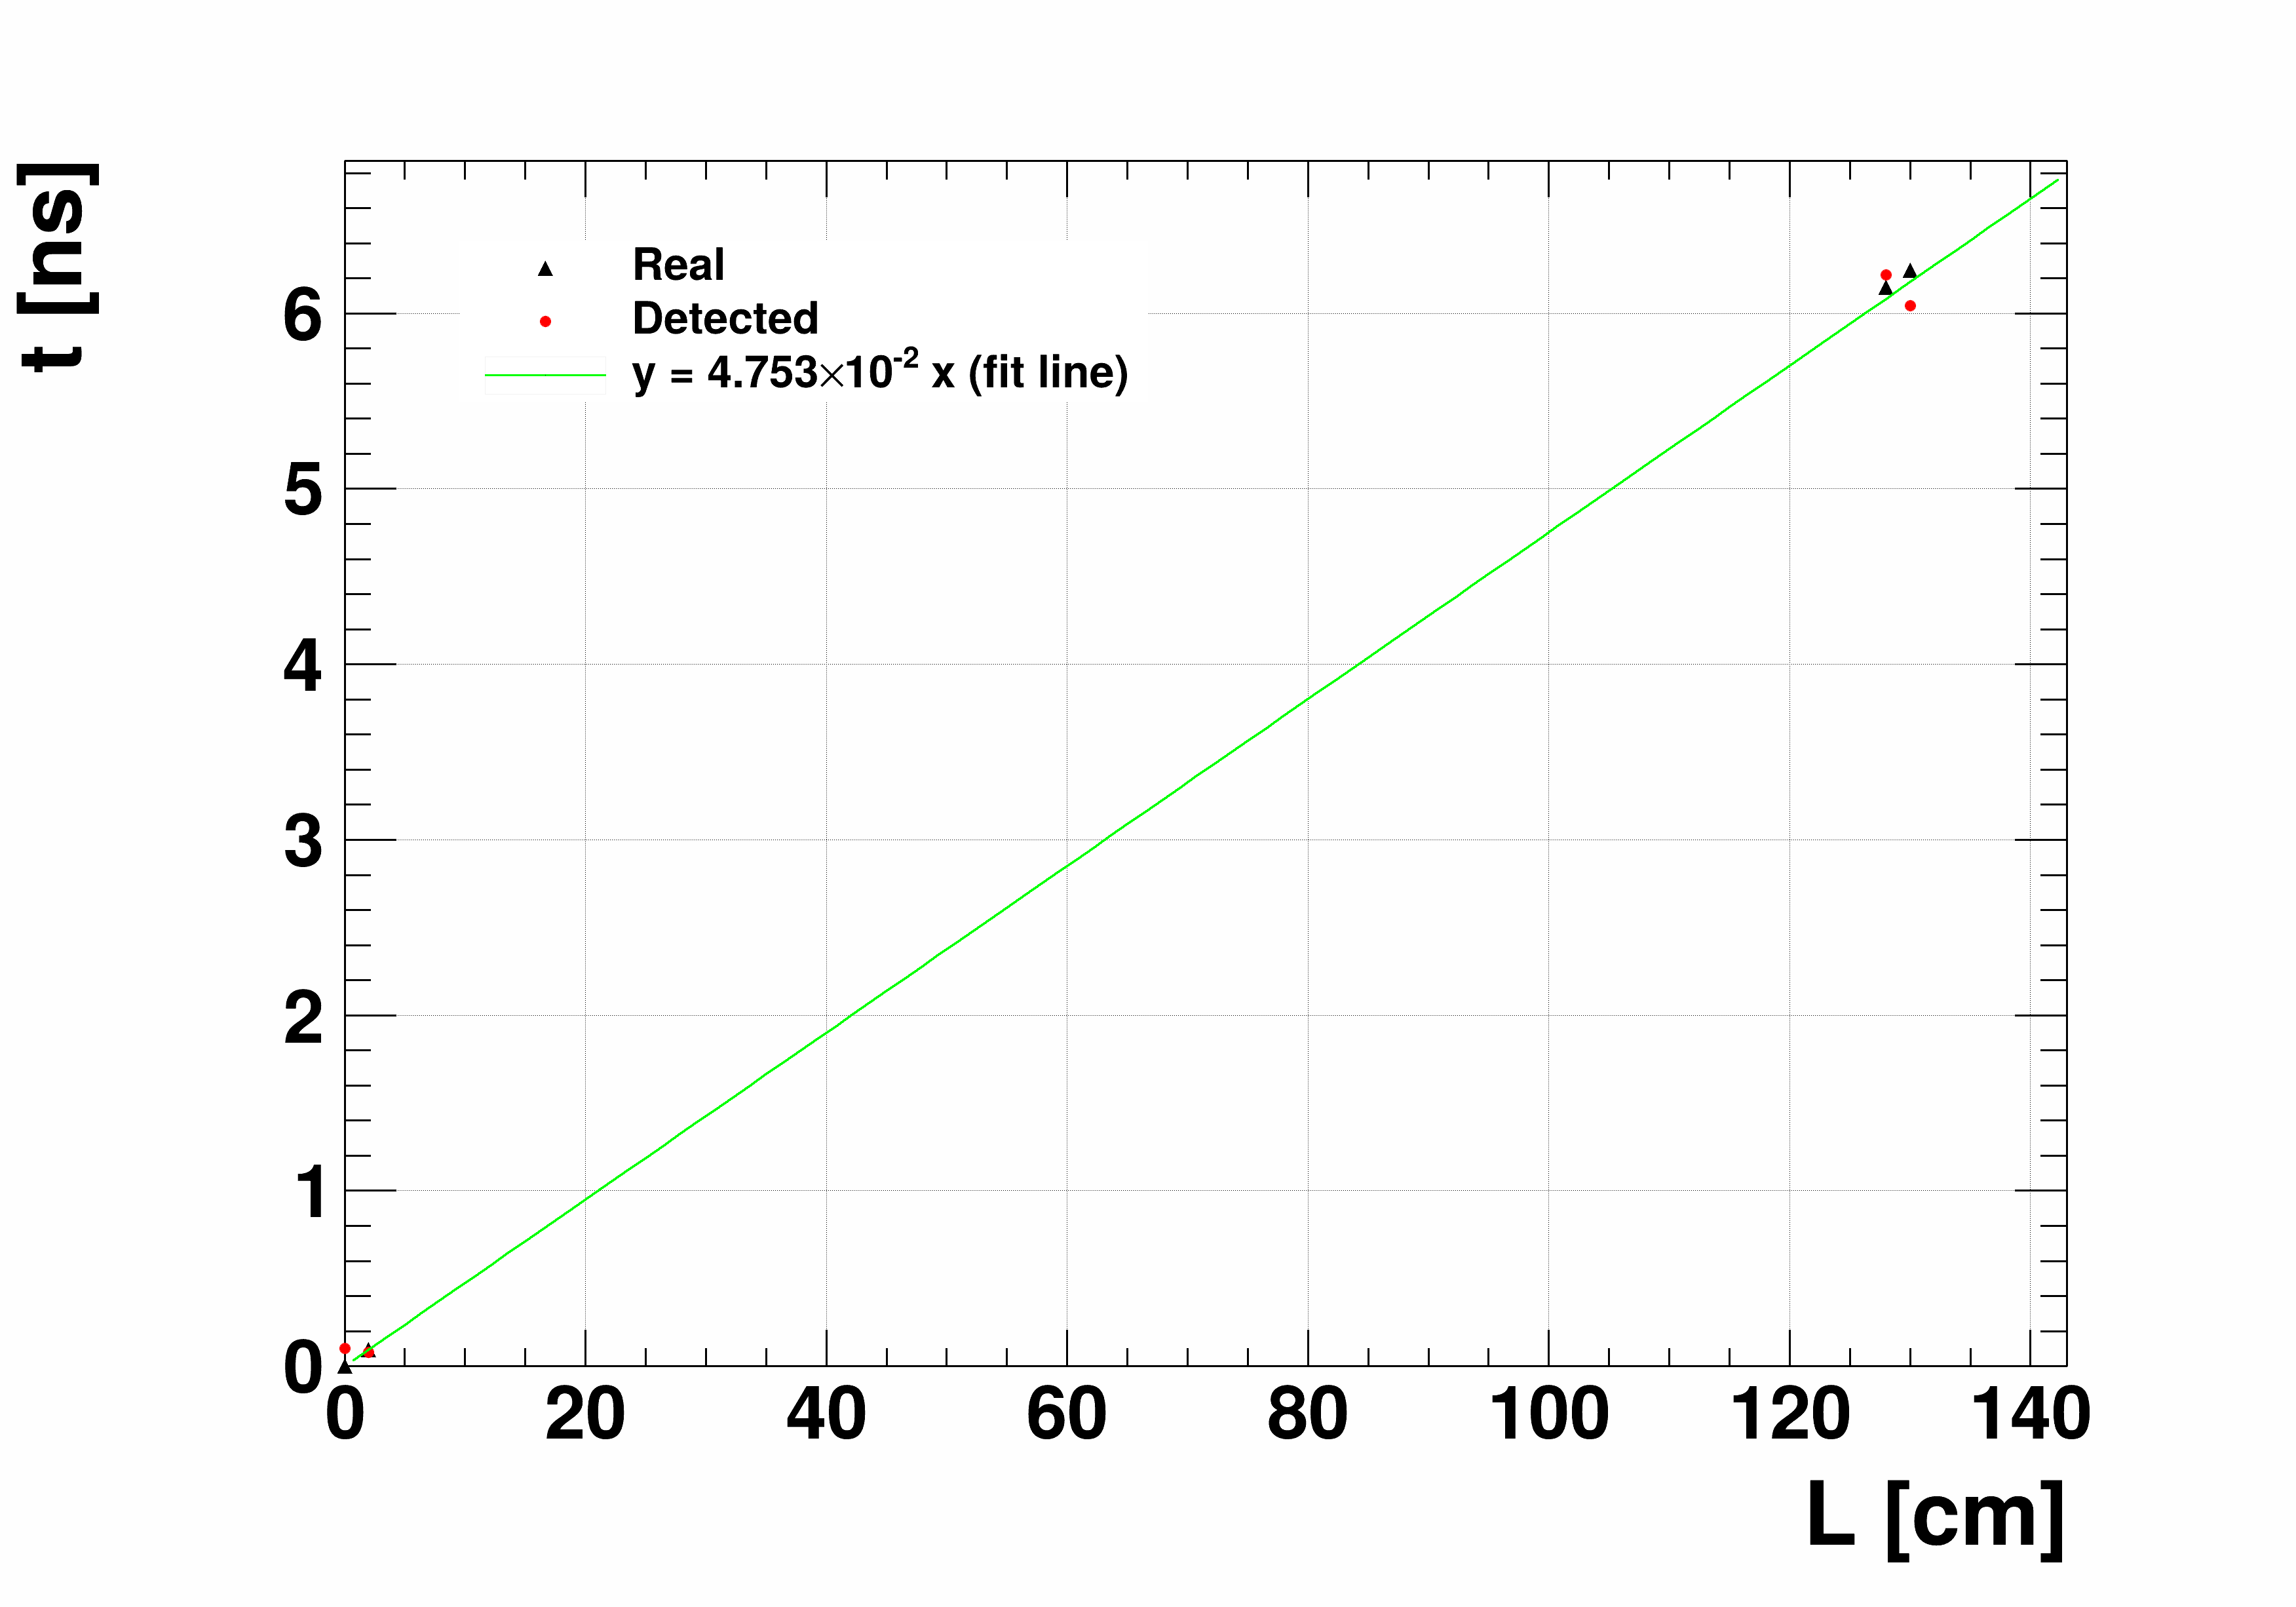 t [ns]
Real
Detected
y = 4.753×10⁻² x (fit line)
6
5
4
3
2
1
0
0 20 40 60 80 100 120 140
L [cm]